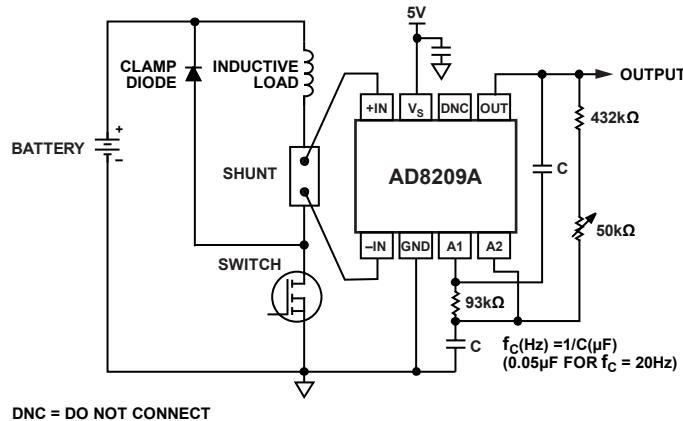 5V
CLAMP
DIODE
INDUCTIVE
LOAD
OUTPUT
+IN
VS
DNC
OUT
432kΩ
BATTERY
+
–
SHUNT
AD8209A
C
50kΩ
–IN
GND
A1
A2
SWITCH
93kΩ
C
fC(Hz) =1/C(µF)
(0.05µF FOR fC = 20Hz)
DNC = DO NOT CONNECT